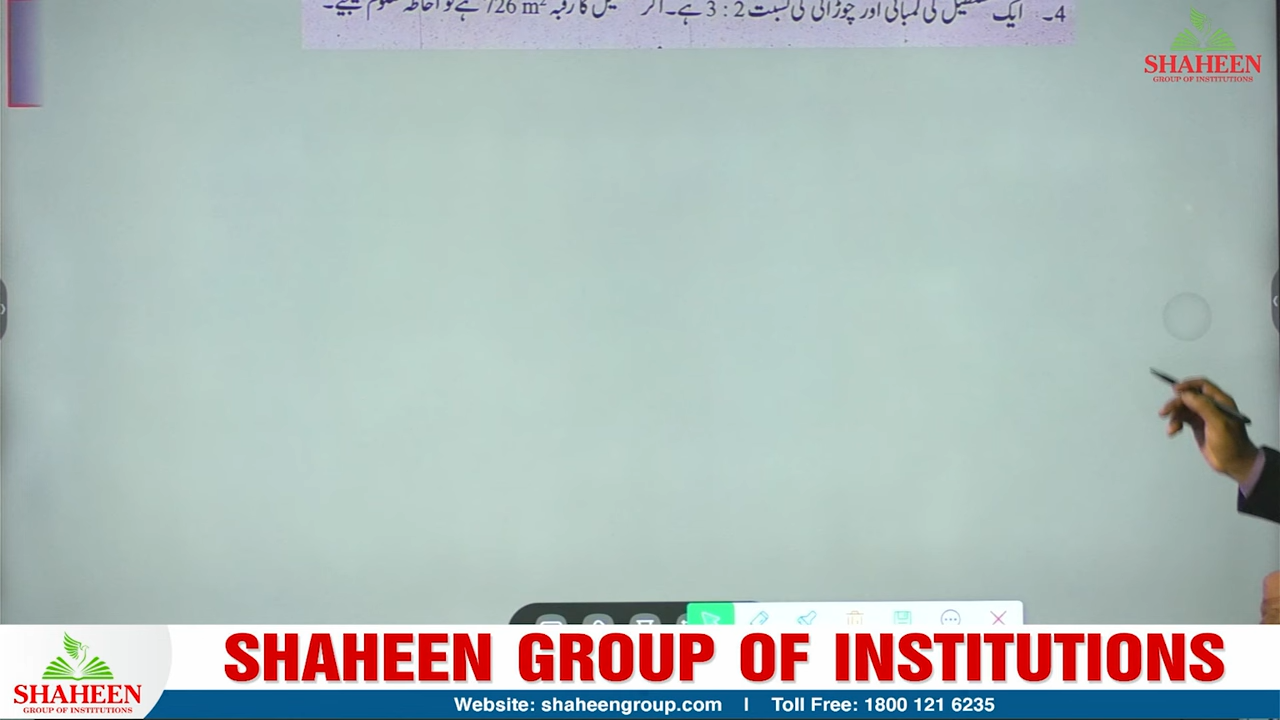 4۔ ایک مستطیل کی لمبائی اور چوڑائی کی نسبت 2 : 3 ہے۔ اگر مستطیل کا رقبہ 726 m² ہے تو احاطہ معلوم کیجیے۔
SHAHEEN
GROUP OF INSTITUTIONS
SHAHEEN
GROUP OF INSTITUTIONS
SHAHEEN GROUP OF INSTITUTIONS
Website: shaheengroup.com | Toll Free: 1800 121 6235